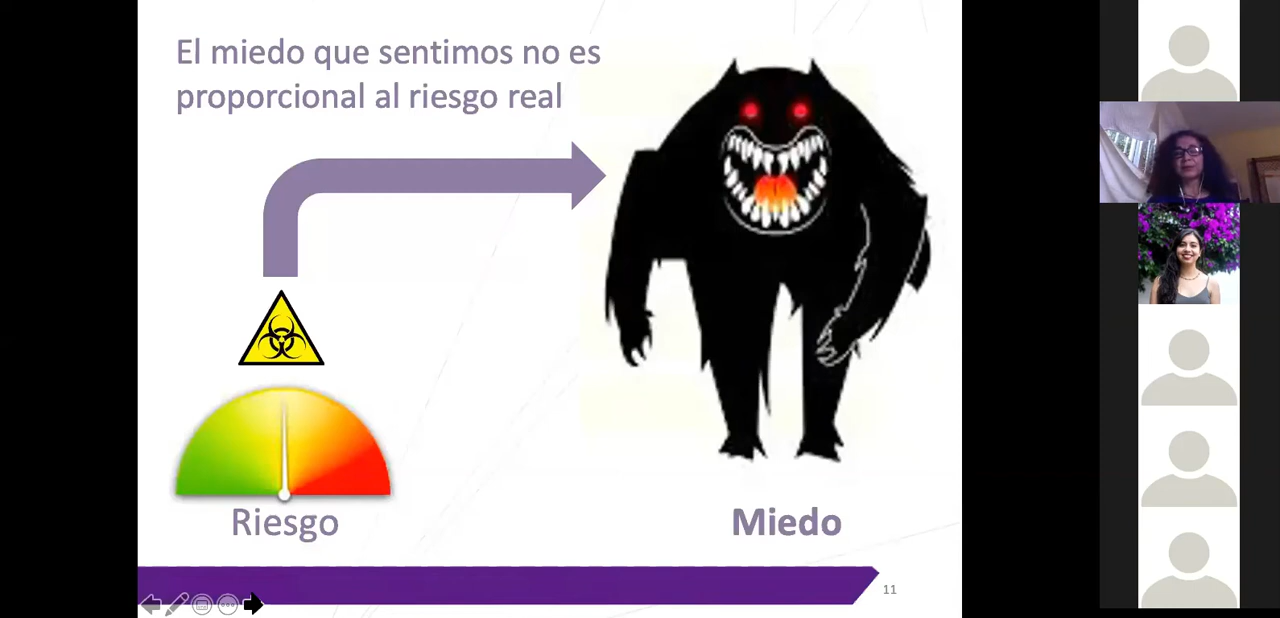 El miedo que sentimos no es
proporcional al riesgo real
Riesgo
Miedo
11